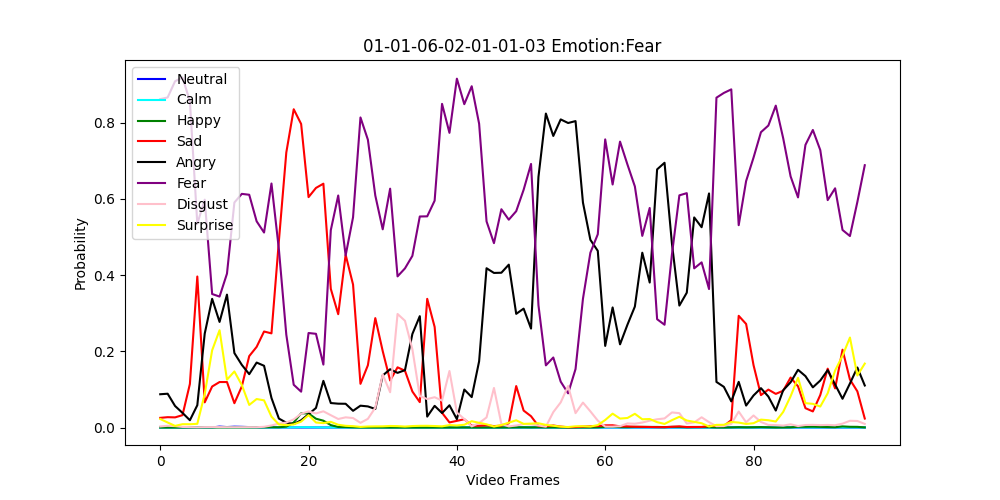 01-01-06-02-01-01-03 Emotion:Fear
Neutral
Calm
Happy
Sad
Angry
Fear
Disgust
Surprise
Probability
0.8
0.6
0.4
0.2
0.0
0 20 40 60 80
Video Frames